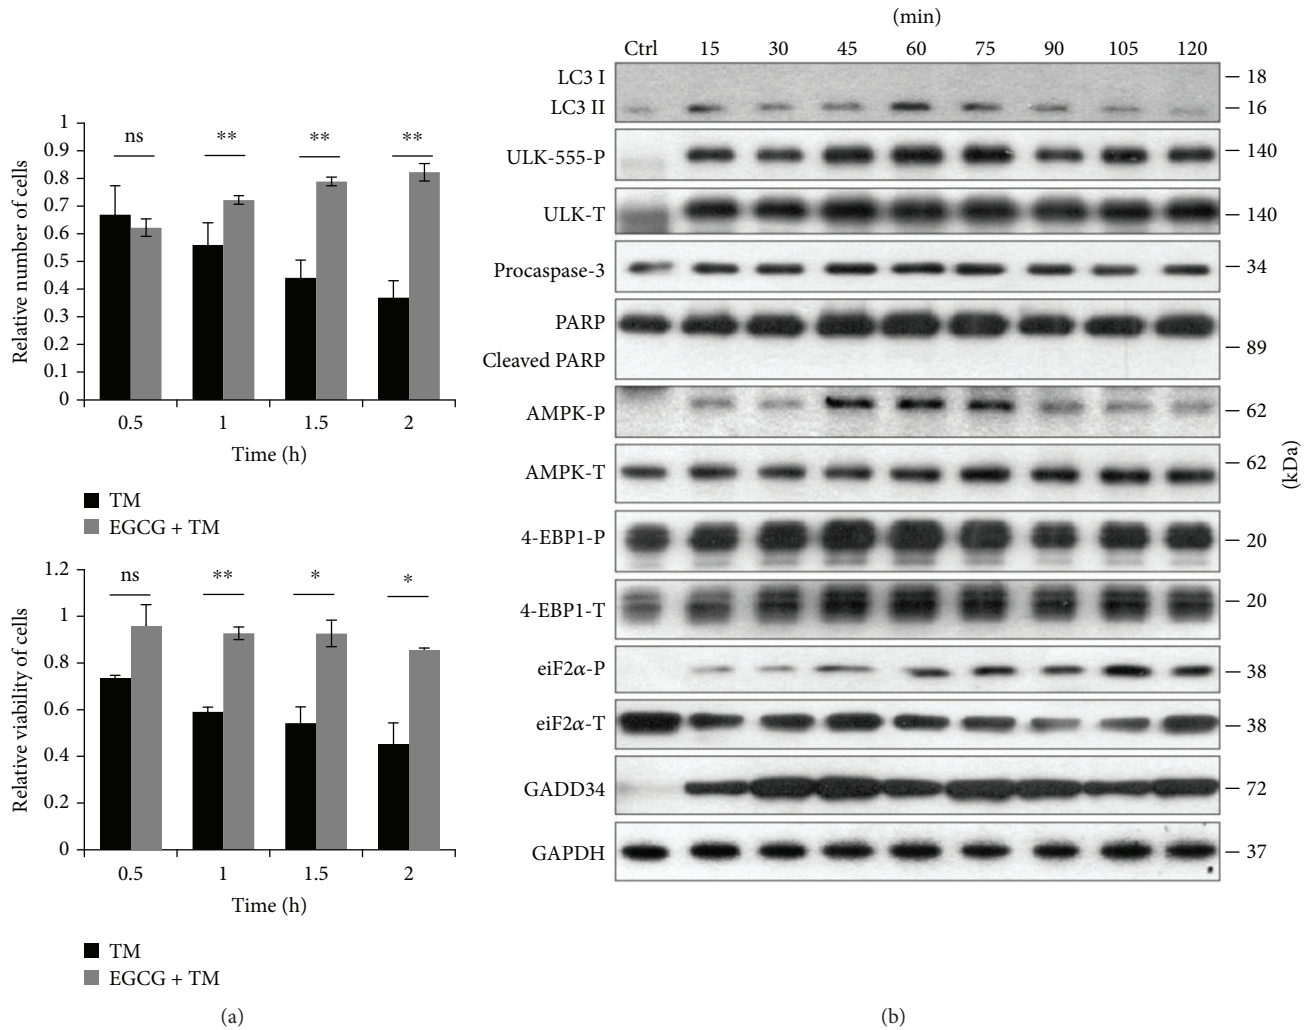 1
0.9
0.8
0.7
0.6
0.5
0.4
0.3
0.2
0.1
0
Relative number of cells
ns
**
**
**
0.5 1 1.5 2
Time (h)
TM
EGCG + TM
1.2
1
0.8
0.6
0.4
0.2
0
Relative viability of cells
ns
**
*
*
0.5 1 1.5 2
Time (h)
TM
EGCG + TM
(a)
(min)
Ctrl 15 30 45 60 75 90 105 120
LC3 I 18
LC3 II 16
ULK-555-P 140
ULK-T 140
Procaspase-3 34
PARP
Cleaved PARP 89
AMPK-P 62
AMPK-T 62
4-EBP1-P 20
4-EBP1-T 20
eiF2α-P 38
eiF2α-T 38
GADD34 72
GAPDH 37
(kDa)
(b)